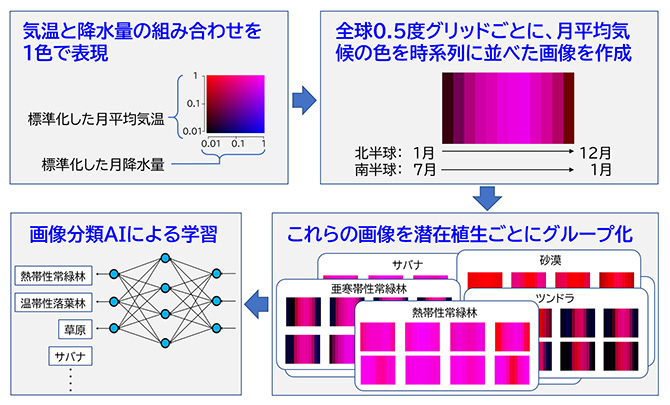 気温と降水量の組み合わせを
1色で表現
1
標準化した月平均気温
0.1
0.01
0.01 0.1 1
標準化した月降水量
全球0.5度グリッドごとに、月平均気
候の色を時系列に並べた画像を作成
北半球: 1月 12月
南半球: 7月 1月
画像分類AIによる学習
熱帯性常緑林
温帯性落葉林
草原
サバナ
これらの画像を潜在植生ごとにグループ化
サバナ
砂漠
亜寒帯性常緑林
ツンドラ
熱帯性常緑林